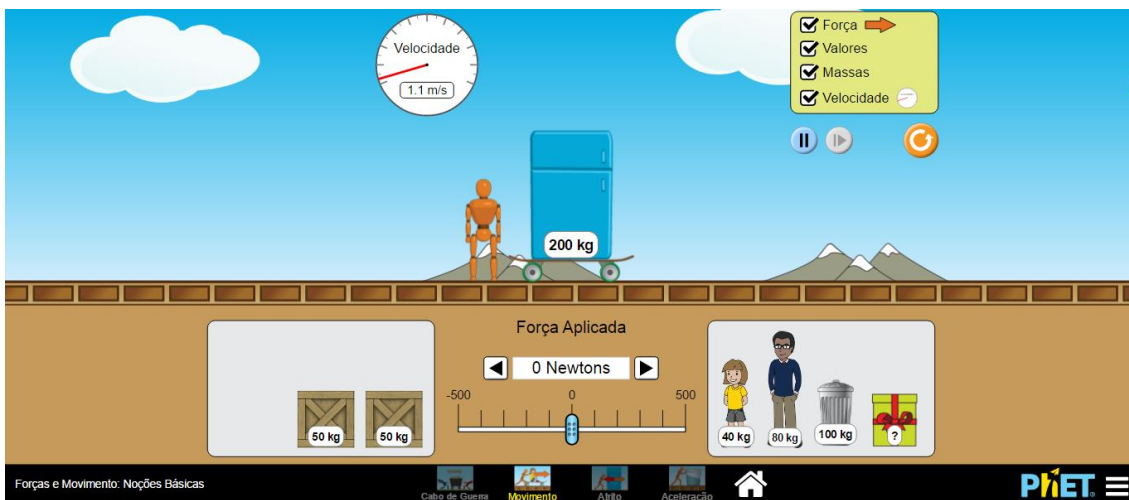 Velocidade
1.1 m/s
Força
Valores
Massas
Velocidade
200 kg
Força Aplicada
0 Newtons
-500 0 500
50 kg
50 kg
40 kg
80 kg
100 kg
?
Forças e Movimento: Noções Básicas
Cabo de Guerra
Movimento
Atrito
Aceleração
PhET